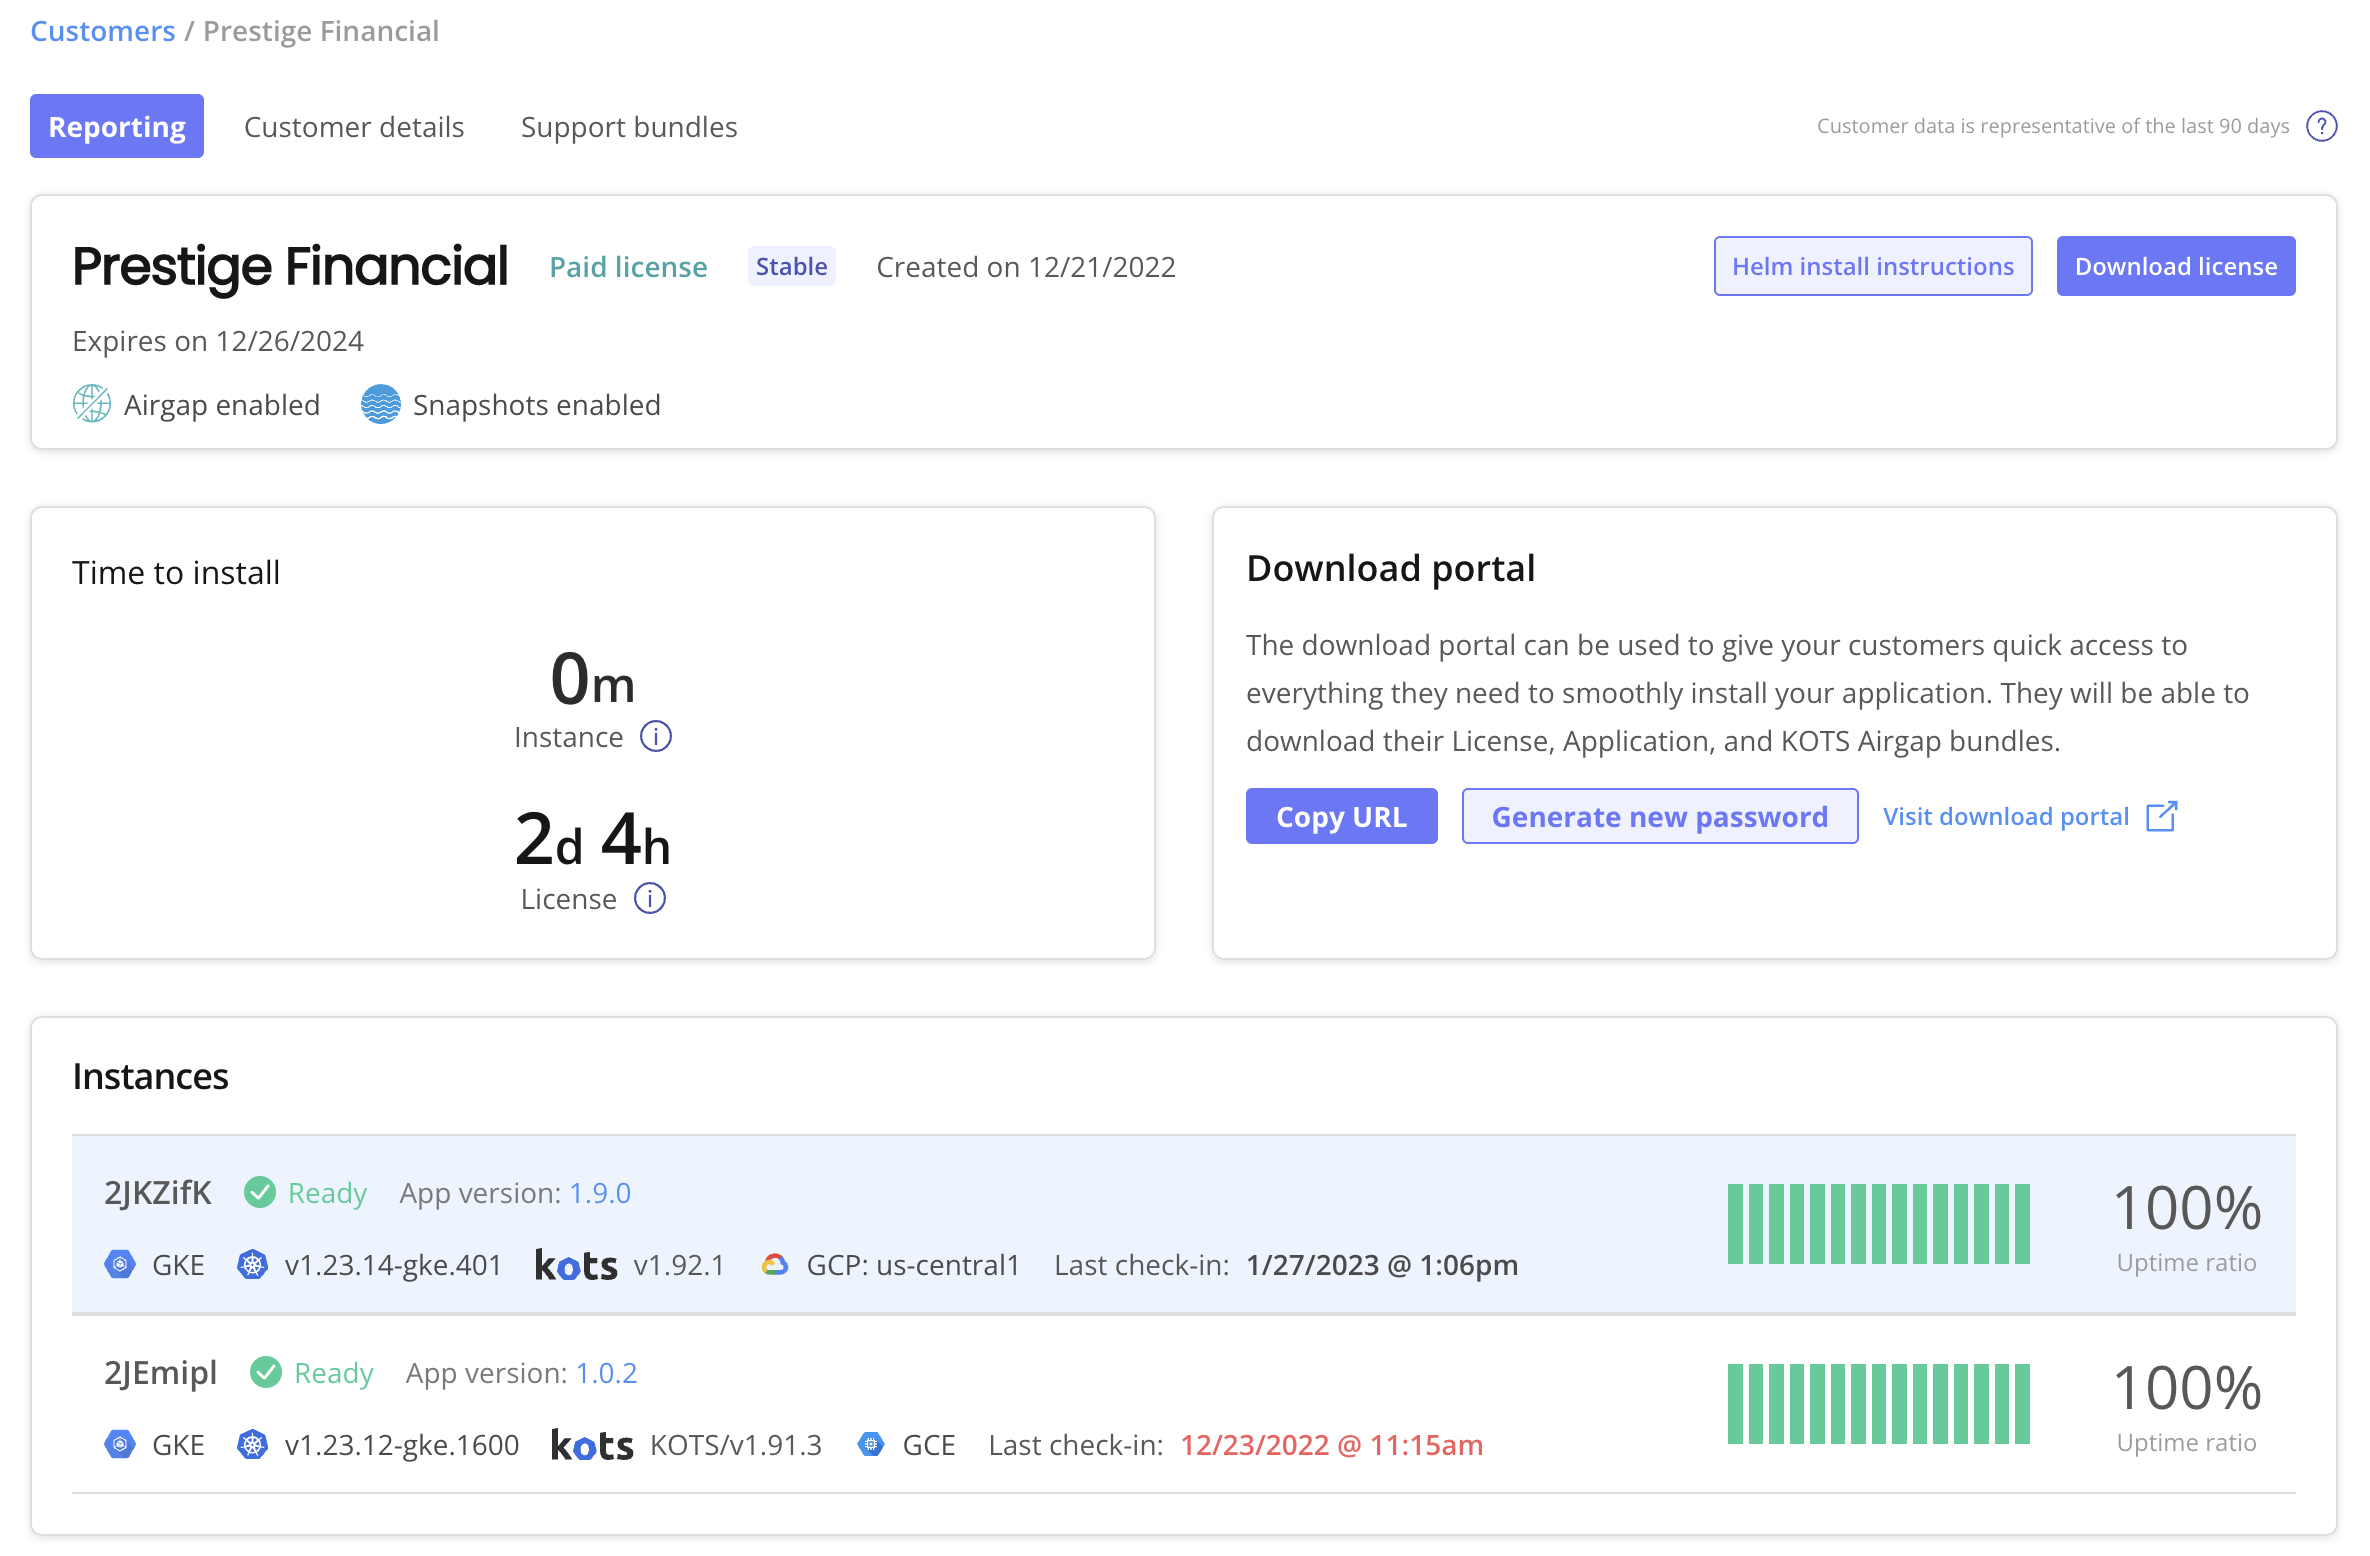 Customers / Prestige Financial
Reporting Customer details Support bundles Customer data is representative of the last 90 days ?
Prestige Financial Paid license Stable Created on 12/21/2022 Helm install instructions Download license
Expires on 12/26/2024
Airgap enabled Snapshots enabled
Time to install
0m
Instance i
2d 4h
License i
Download portal
The download portal can be used to give your customers quick access to
everything they need to smoothly install your application. They will be able to
download their License, Application, and KOTS Airgap bundles.
Copy URL Generate new password Visit download portal
Instances
2JKZifK Ready App version: 1.9.0
GKE v1.23.14-gke.401 kots v1.92.1 GCP: us-central1 Last check-in: 1/27/2023 @ 1:06pm
100%
Uptime ratio
2JEmipl Ready App version: 1.0.2
GKE v1.23.12-gke.1600 kots KOTS/v1.91.3 GCE Last check-in: 12/23/2022 @ 11:15am
100%
Uptime ratio